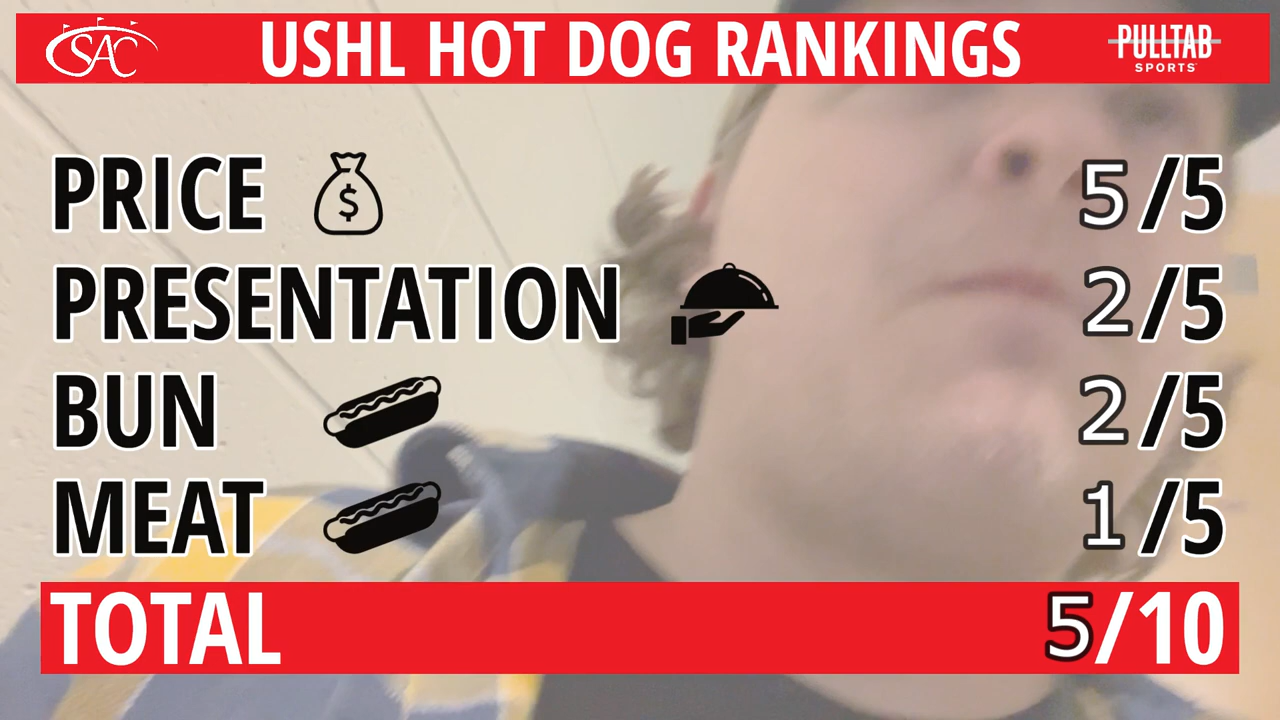 SAC USHL HOT DOG RANKINGS PULLTAB
SPORTS
PRICE $ 5/5
PRESENTATION 2/5
BUN 2/5
MEAT 1/5
TOTAL 5/10